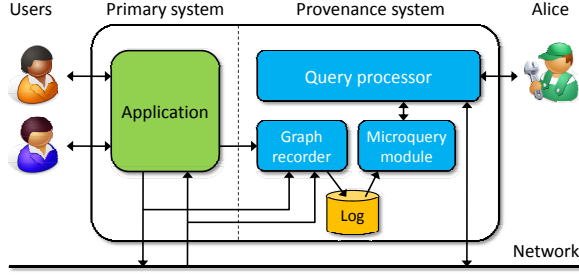 Users
Primary system
Provenance system
Alice
Application
Query processor
Graph
recorder
Microquery
module
Log
Network